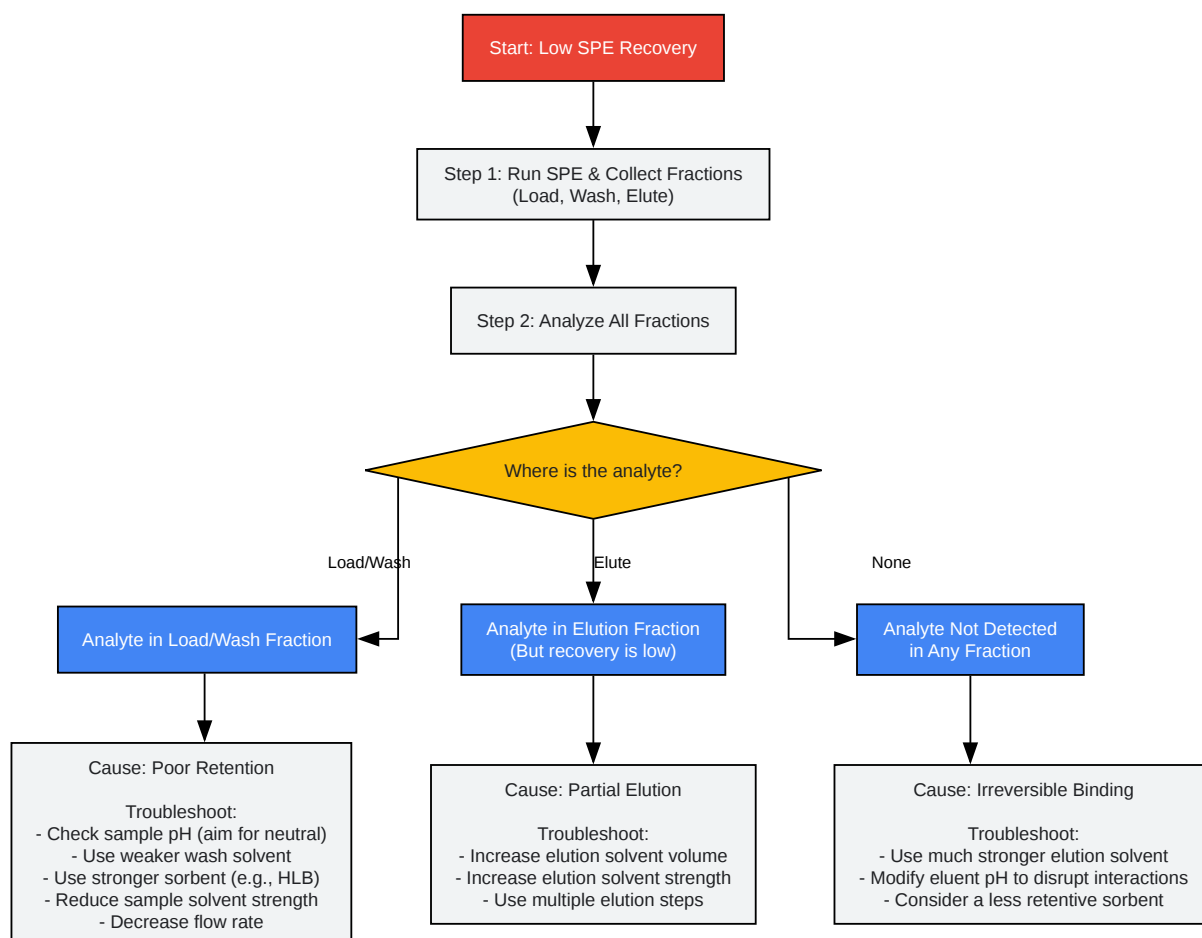 Start: Low SPE Recovery
Step 1: Run SPE & Collect Fractions
(Load, Wash, Elute)
Step 2: Analyze All Fractions
Where is the analyte?
Load/Wash
Elute
None
Analyte in Load/Wash Fraction
Analyte in Elution Fraction
(But recovery is low)
Analyte Not Detected
in Any Fraction
Cause: Poor Retention
Troubleshoot:
- Check sample pH (aim for neutral)
- Use weaker wash solvent
- Use stronger sorbent (e.g., HLB)
- Reduce sample solvent strength
- Decrease flow rate
Cause: Partial Elution
Troubleshoot:
- Increase elution solvent volume
- Increase elution solvent strength
- Use multiple elution steps
Cause: Irreversible Binding
Troubleshoot:
- Use much stronger elution solvent
- Modify eluent pH to disrupt interactions
- Consider a less retentive sorbent